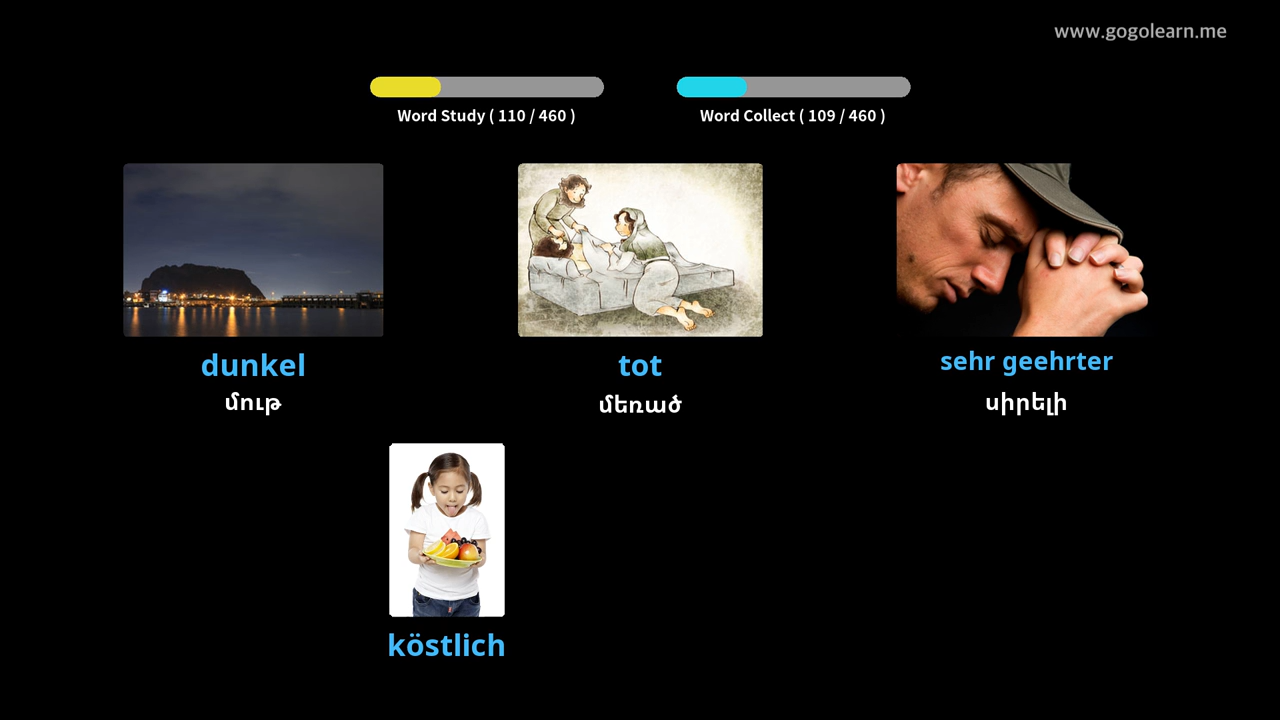 www.gogolearn.me
Word Study ( 110 / 460 )
Word Collect ( 109 / 460 )
dunkel
մութ
tot
մեռած
sehr geehrter
սիրելի
köstlich